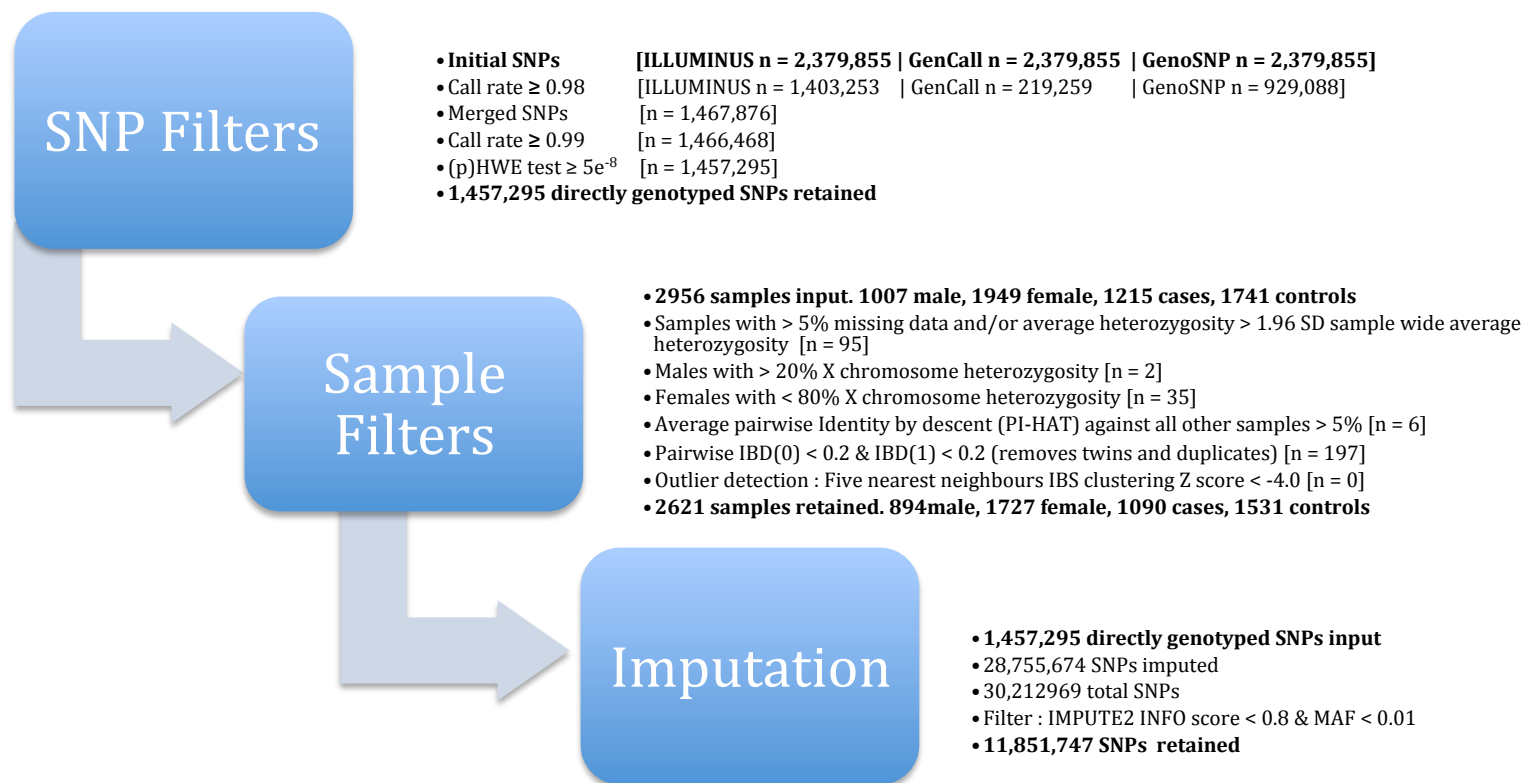 SNP Filters
• Initial SNPs [ILLUMINUS n = 2,379,855 | GenCall n = 2,379,855 | GenoSNP n = 2,379,855]
• Call rate ≥ 0.98 [ILLUMINUS n = 1,403,253 | GenCall n = 219,259 | GenoSNP n = 929,088]
• Merged SNPs [n = 1,467,876]
• Call rate ≥ 0.99 [n = 1,466,468]
• (p)HWE test ≥ 5e⁻⁸ [n = 1,457,295]
• 1,457,295 directly genotyped SNPs retained
Sample
Filters
• 2956 samples input. 1007 male, 1949 female, 1215 cases, 1741 controls
• Samples with > 5% missing data and/or average heterozygosity > 1.96 SD sample wide average
heterozygosity [n = 95]
• Males with > 20% X chromosome heterozygosity [n = 2]
• Females with < 80% X chromosome heterozygosity [n = 35]
• Average pairwise Identity by descent (PI-HAT) against all other samples > 5% [n = 6]
• Pairwise IBD(0) < 0.2 & IBD(1) < 0.2 (removes twins and duplicates) [n = 197]
• Outlier detection : Five nearest neighbours IBS clustering Z score < -4.0 [n = 0]
• 2621 samples retained. 894male, 1727 female, 1090 cases, 1531 controls
Imputation
• 1,457,295 directly genotyped SNPs input
• 28,755,674 SNPs imputed
• 30,212969 total SNPs
• Filter : IMPUTE2 INFO score < 0.8 & MAF < 0.01
• 11,851,747 SNPs retained